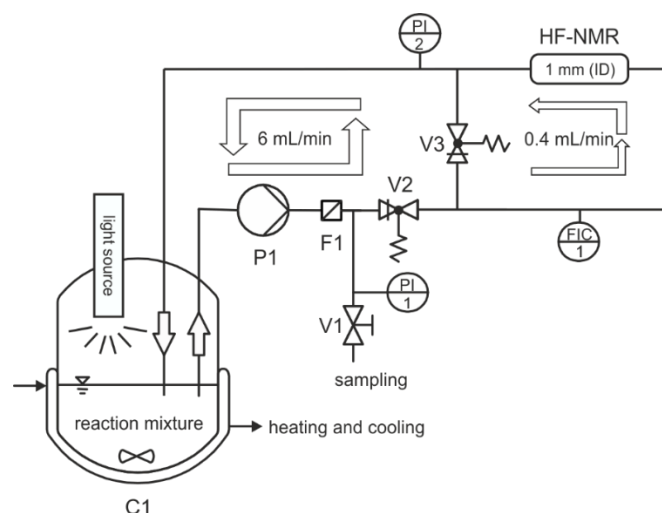 PI
2
HF-NMR
1 mm (ID)
6 mL/min
V3
0.4 mL/min
light source
V2
P1
F1
FIC
1
PI
1
V1
sampling
reaction mixture
heating and cooling
C1